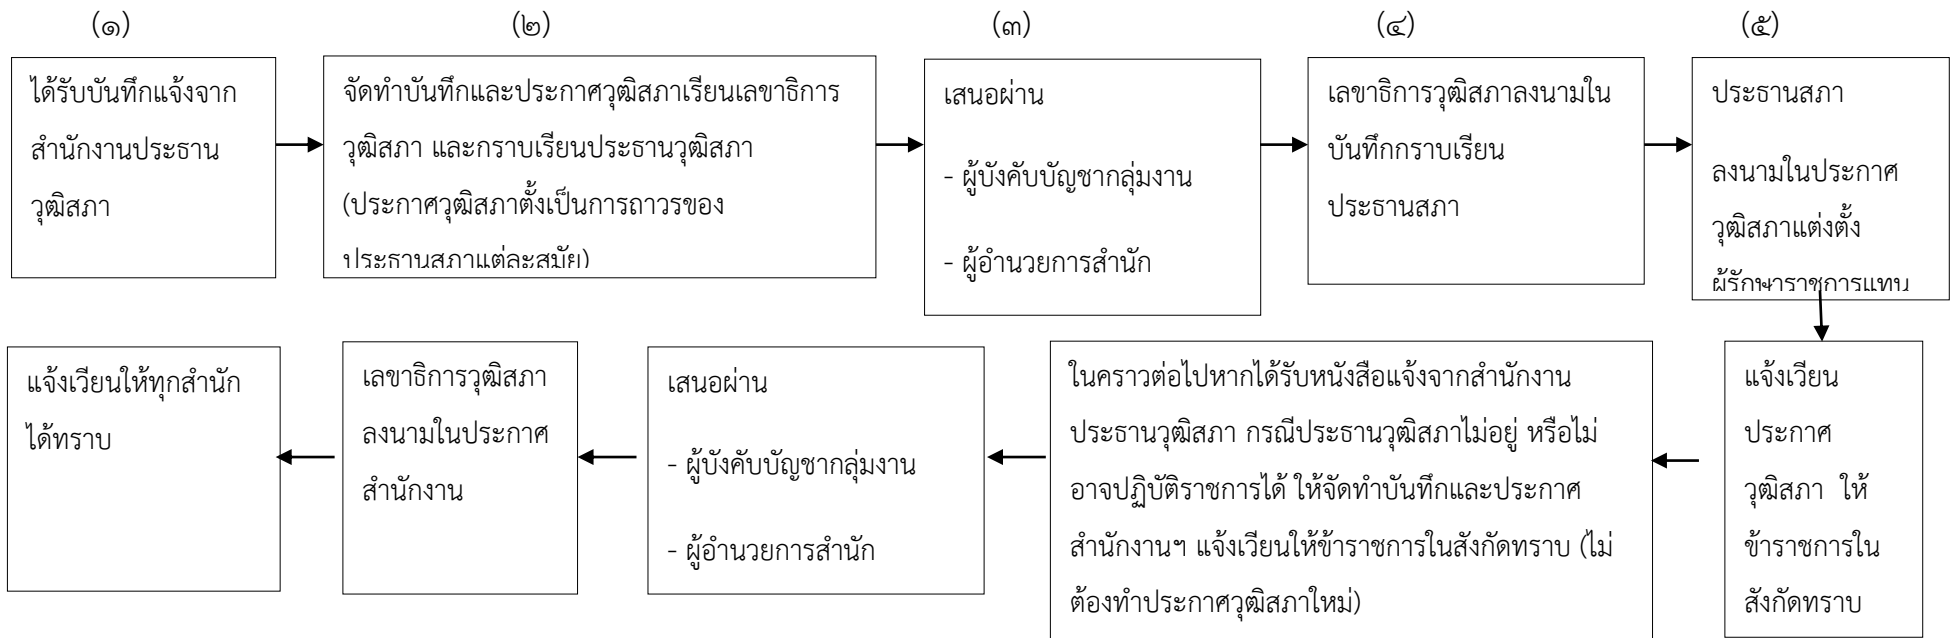 (๑)
(๒)
(๓)
(๔)
(๕)
ได้รับบันทึกแจ้งจาก
สำนักงานประธาน
วุฒิสภา
จัดทำบันทึกและประกาศวุฒิสภาเรียนเลขาธิการ
วุฒิสภา และกราบเรียนประธานวุฒิสภา
(ประกาศวุฒิสภาตั้งเป็นการถาวรของ
ประธานสภาแต่ละสมัย)
เสนอผ่าน
- ผู้บังคับบัญชากลุ่มงาน
- ผู้อำนวยการสำนัก
เลขาธิการวุฒิสภาลงนามใน
บันทึกกราบเรียน
ประธานสภา
ประธานสภา
ลงนามในประกาศ
วุฒิสภาแต่งตั้ง
ผู้รักษาราชการแทน
แจ้งเวียน
ประกาศ
วุฒิสภา ให้
ข้าราชการใน
สังกัดทราบ
ในคราวต่อไปหากได้รับหนังสือแจ้งจากสำนักงาน
ประธานวุฒิสภา กรณีประธานวุฒิสภาไม่อยู่ หรือไม่
อาจปฏิบัติราชการได้ ให้จัดทำบันทึกและประกาศ
สำนักงานฯ แจ้งเวียนให้ข้าราชการในสังกัดทราบ (ไม่
ต้องทำประกาศวุฒิสภาใหม่)
เสนอผ่าน
- ผู้บังคับบัญชากลุ่มงาน
- ผู้อำนวยการสำนัก
เลขาธิการวุฒิสภา
ลงนามในประกาศ
สำนักงาน
แจ้งเวียนให้ทุกสำนัก
ได้ทราบ